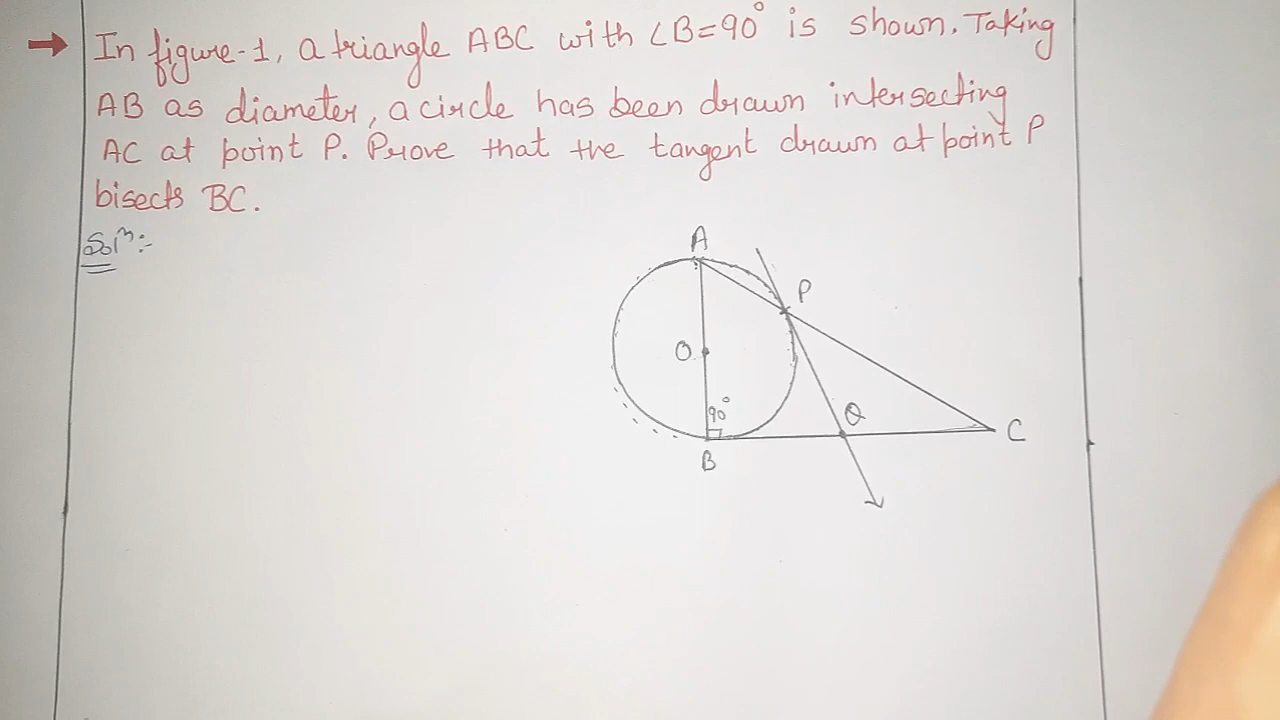 → In figure-1, a triangle ABC with ∠B=90° is shown. Taking
AB as diameter, a circle has been drawn intersecting
AC at point P. Prove that the tangent drawn at point P
bisects BC.
Solⁿ:-
A
P
O
90°
Q
B
C